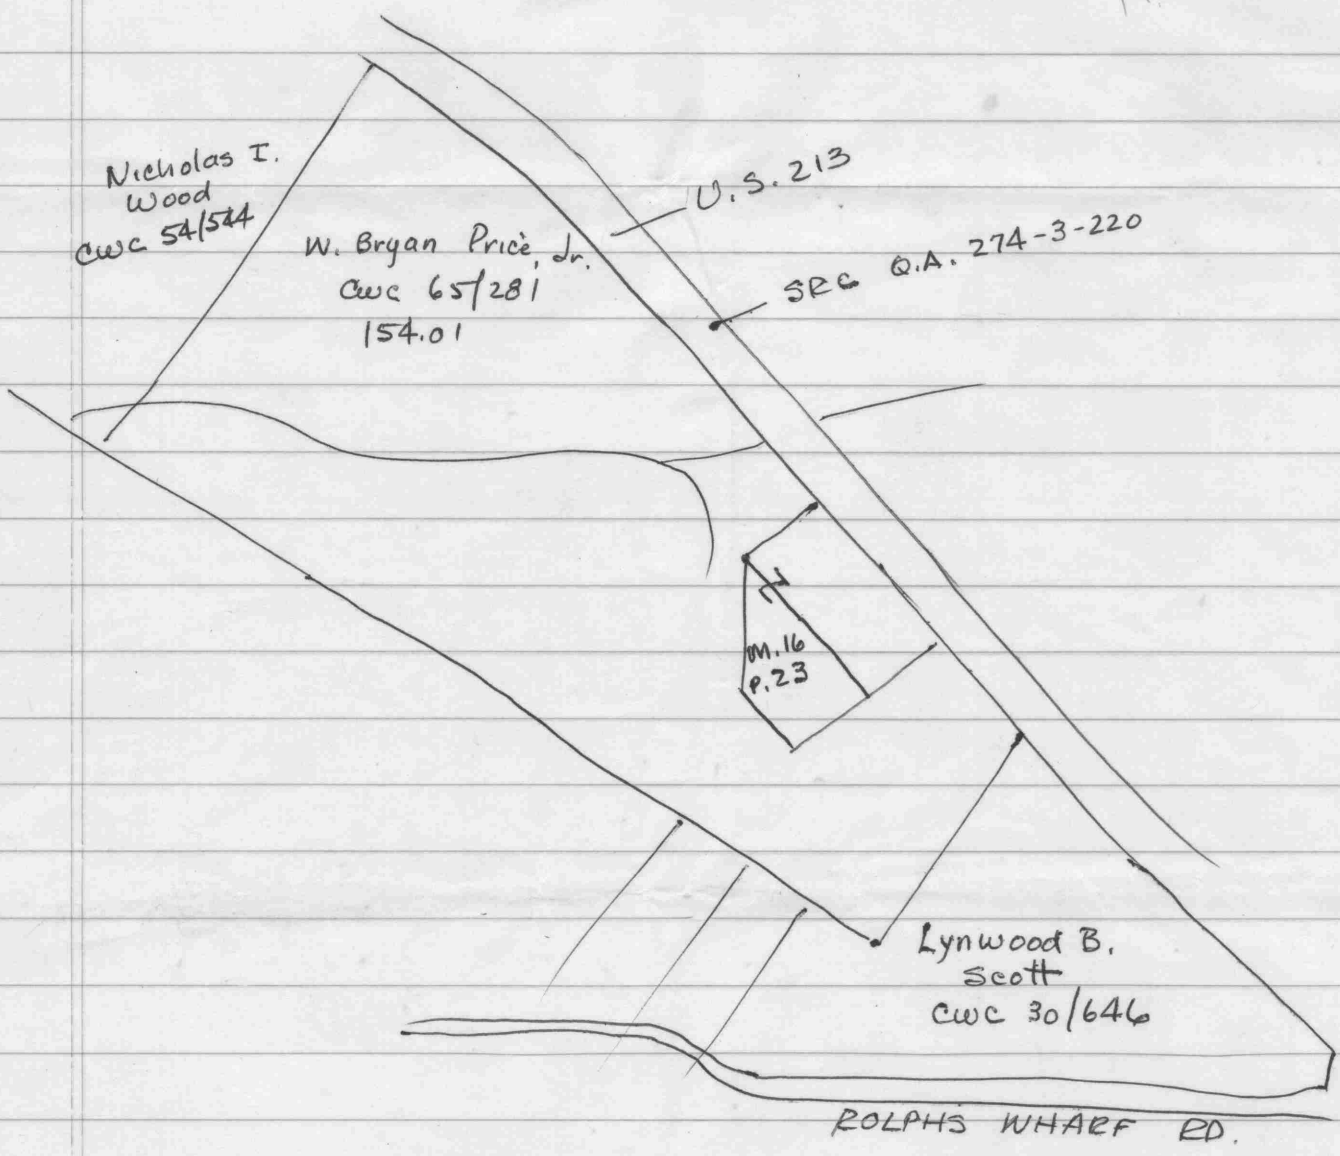 Nicholas I.
Wood
CWC 54/544
W. Bryan Price, Jr.
CWC 65/281
154.01
U.S. 213
SRC Q.A. 274-3-220
M.16
P.23
Lynwood B.
Scott
CWC 30/646
ROLPHS WHARF RD.